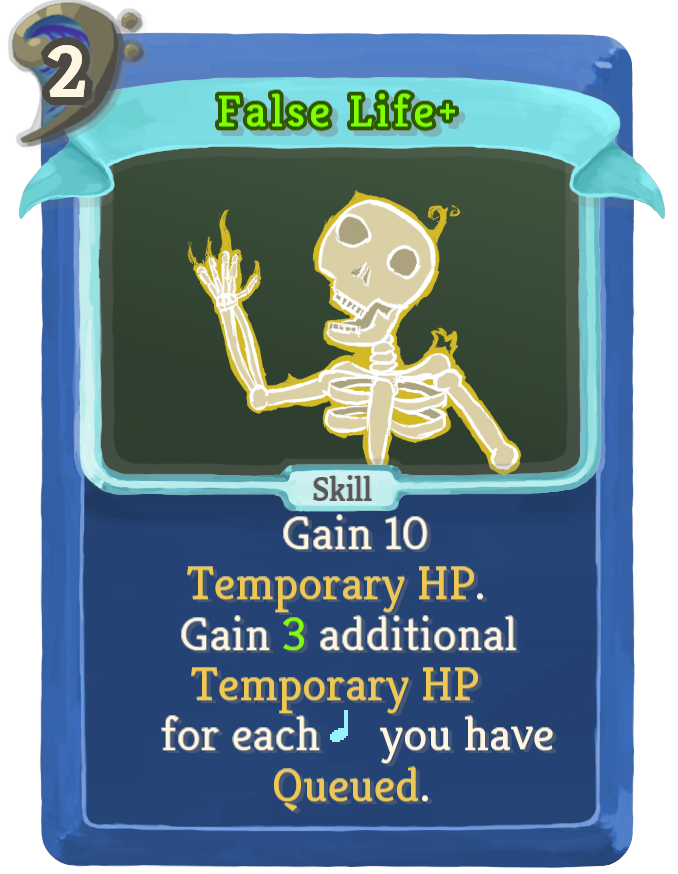 2
False Life+
Skill
Gain 10
Temporary HP.
Gain 3 additional
Temporary HP
for each you have
Queued.